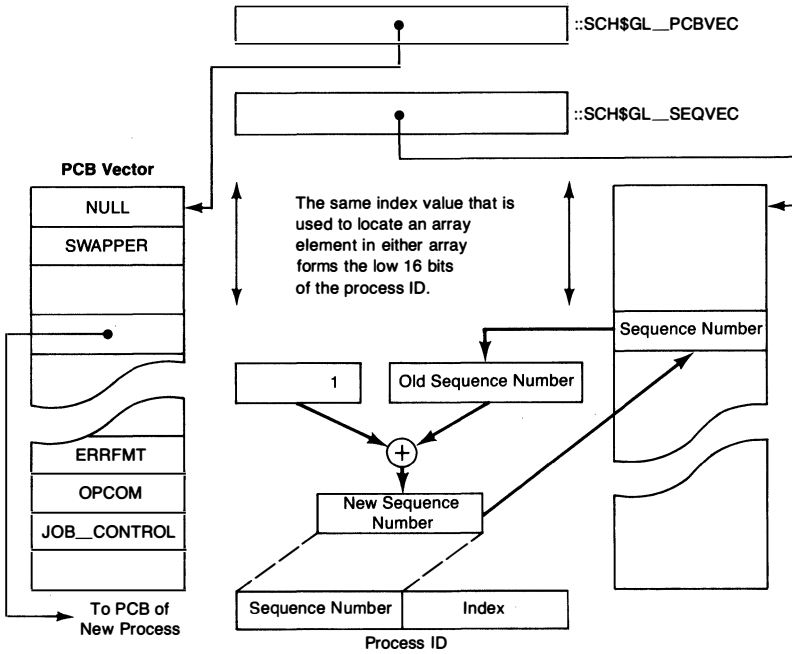 ::SCH$GL__PCBVEC
::SCH$GL__SEQVEC
PCB Vector
NULL
SWAPPER
The same index value that is
used to locate an array
element in either array
forms the low 16 bits
of the process ID.
Sequence Number
1
Old Sequence Number
+
ERRFMT
OPCOM
JOB__CONTROL
New Sequence
Number
To PCB of
New Process
Sequence Number
Index
Process ID